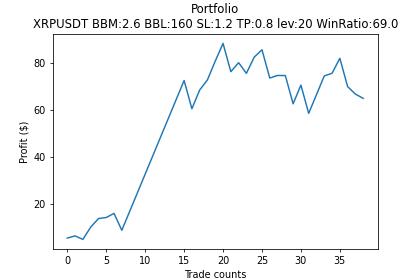 Portfolio
XRPUSDT BBM:2.6 BBL:160 SL:1.2 TP:0.8 lev:20 WinRatio:69.0
80
60
40
20
Profit ($)
0 5 10 15 20 25 30 35
Trade counts